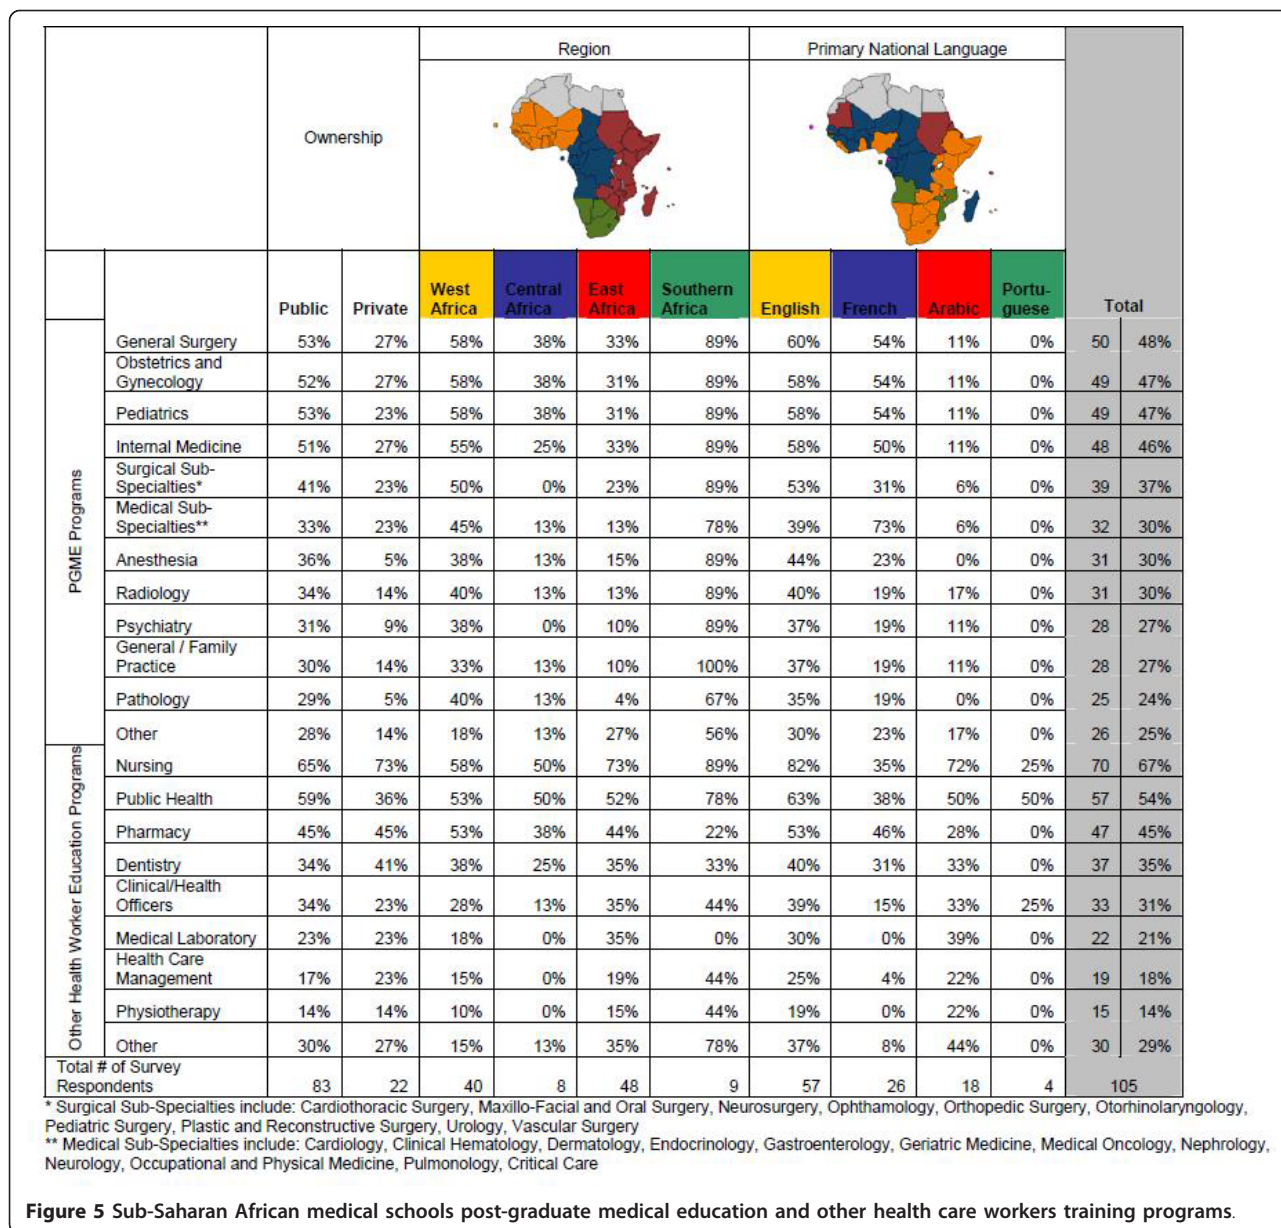 Ownership
Region
Primary National Language
Public Private West Africa Central Africa East Africa Southern Africa English French Arabic Portu-guese Total
PGME Programs
General Surgery 53% 27% 58% 38% 33% 89% 60% 54% 11% 0% 50 48%
Obstetrics and Gynecology 52% 27% 58% 38% 31% 89% 58% 54% 11% 0% 49 47%
Pediatrics 53% 23% 58% 38% 31% 89% 58% 54% 11% 0% 49 47%
Internal Medicine 51% 27% 55% 25% 33% 89% 58% 50% 11% 0% 48 46%
Surgical Sub-Specialties* 41% 23% 50% 0% 23% 89% 53% 31% 6% 0% 39 37%
Medical Sub-Specialties** 33% 23% 45% 13% 13% 78% 39% 73% 6% 0% 32 30%
Anesthesia 36% 5% 38% 13% 15% 89% 44% 23% 0% 0% 31 30%
Radiology 34% 14% 40% 13% 13% 89% 40% 19% 17% 0% 31 30%
Psychiatry 31% 9% 38% 0% 10% 89% 37% 19% 11% 0% 28 27%
General / Family Practice 30% 14% 33% 13% 10% 100% 37% 19% 11% 0% 28 27%
Pathology 29% 5% 40% 13% 4% 67% 35% 19% 0% 0% 25 24%
Other 28% 14% 18% 13% 27% 56% 30% 23% 17% 0% 26 25%
Other Health Worker Education Programs
Nursing 65% 73% 58% 50% 73% 89% 82% 35% 72% 25% 70 67%
Public Health 59% 36% 53% 50% 52% 78% 63% 38% 50% 50% 57 54%
Pharmacy 45% 45% 53% 38% 44% 22% 53% 46% 28% 0% 47 45%
Dentistry 34% 41% 38% 25% 35% 33% 40% 31% 33% 0% 37 35%
Clinical/Health Officers 34% 23% 28% 13% 35% 44% 39% 15% 33% 25% 33 31%
Medical Laboratory 23% 23% 18% 0% 35% 0% 30% 0% 39% 0% 22 21%
Health Care Management 17% 23% 15% 0% 19% 44% 25% 4% 22% 0% 19 18%
Physiotherapy 14% 14% 10% 0% 15% 44% 19% 0% 22% 0% 15 14%
Other 30% 27% 15% 13% 35% 78% 37% 8% 44% 0% 30 29%
Total # of Survey Respondents 83 22 40 8 48 9 57 26 18 4 105
* Surgical Sub-Specialties include: Cardiothoracic Surgery, Maxillo-Facial and Oral Surgery, Neurosurgery, Ophthamology, Orthopedic Surgery, Otorhinolaryngology,
Pediatric Surgery, Plastic and Reconstructive Surgery, Urology, Vascular Surgery
** Medical Sub-Specialties include: Cardiology, Clinical Hematology, Dermatology, Endocrinology, Gastroenterology, Geriatric Medicine, Medical Oncology, Nephrology,
Neurology, Occupational and Physical Medicine, Pulmonology, Critical Care
Figure 5 Sub-Saharan African medical schools post-graduate medical education and other health care workers training programs.